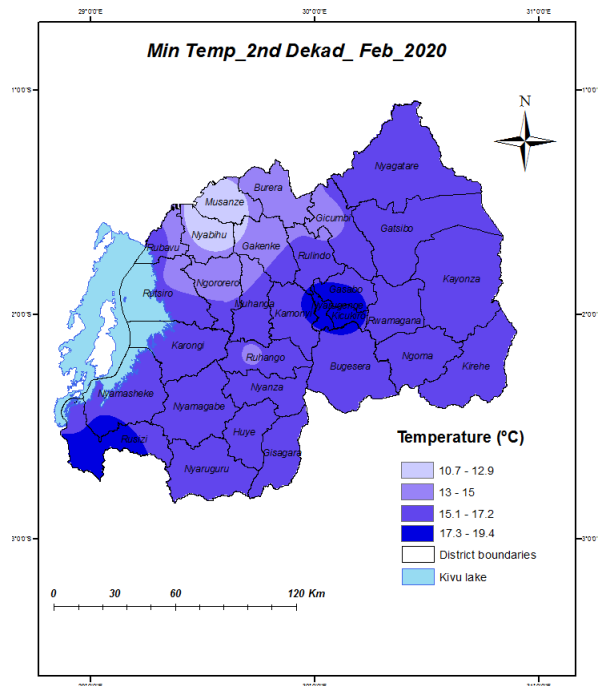 29°0'0"E 30°0'0"E 31°0'0"E
Min Temp_2nd Dekad_ Feb_2020
1°0'0"S 1°0'0"S
N
Nyagatare
Burera
Musanze
Gicumbi
Nyabihu
Gatsibo
Rubavu
Gakenke
Rulindo
Kayonza
Ngororero
Rutsiro
Gasabo
Muhanga
Kamonyi
2°0'0"S 2°0'0"S
Rwamagana
Karongi
Ruhango
Ngoma
Kirehe
Bugesera
Nyamasheke
Nyanza
Nyamagabe
Huye
Rusizi
Gisagara
Nyaruguru
Temperature (°C)
10.7 - 12.9
13 - 15
15.1 - 17.2
17.3 - 19.4
District boundaries
Kivu lake
3°0'0"S
0 30 60 120 Km